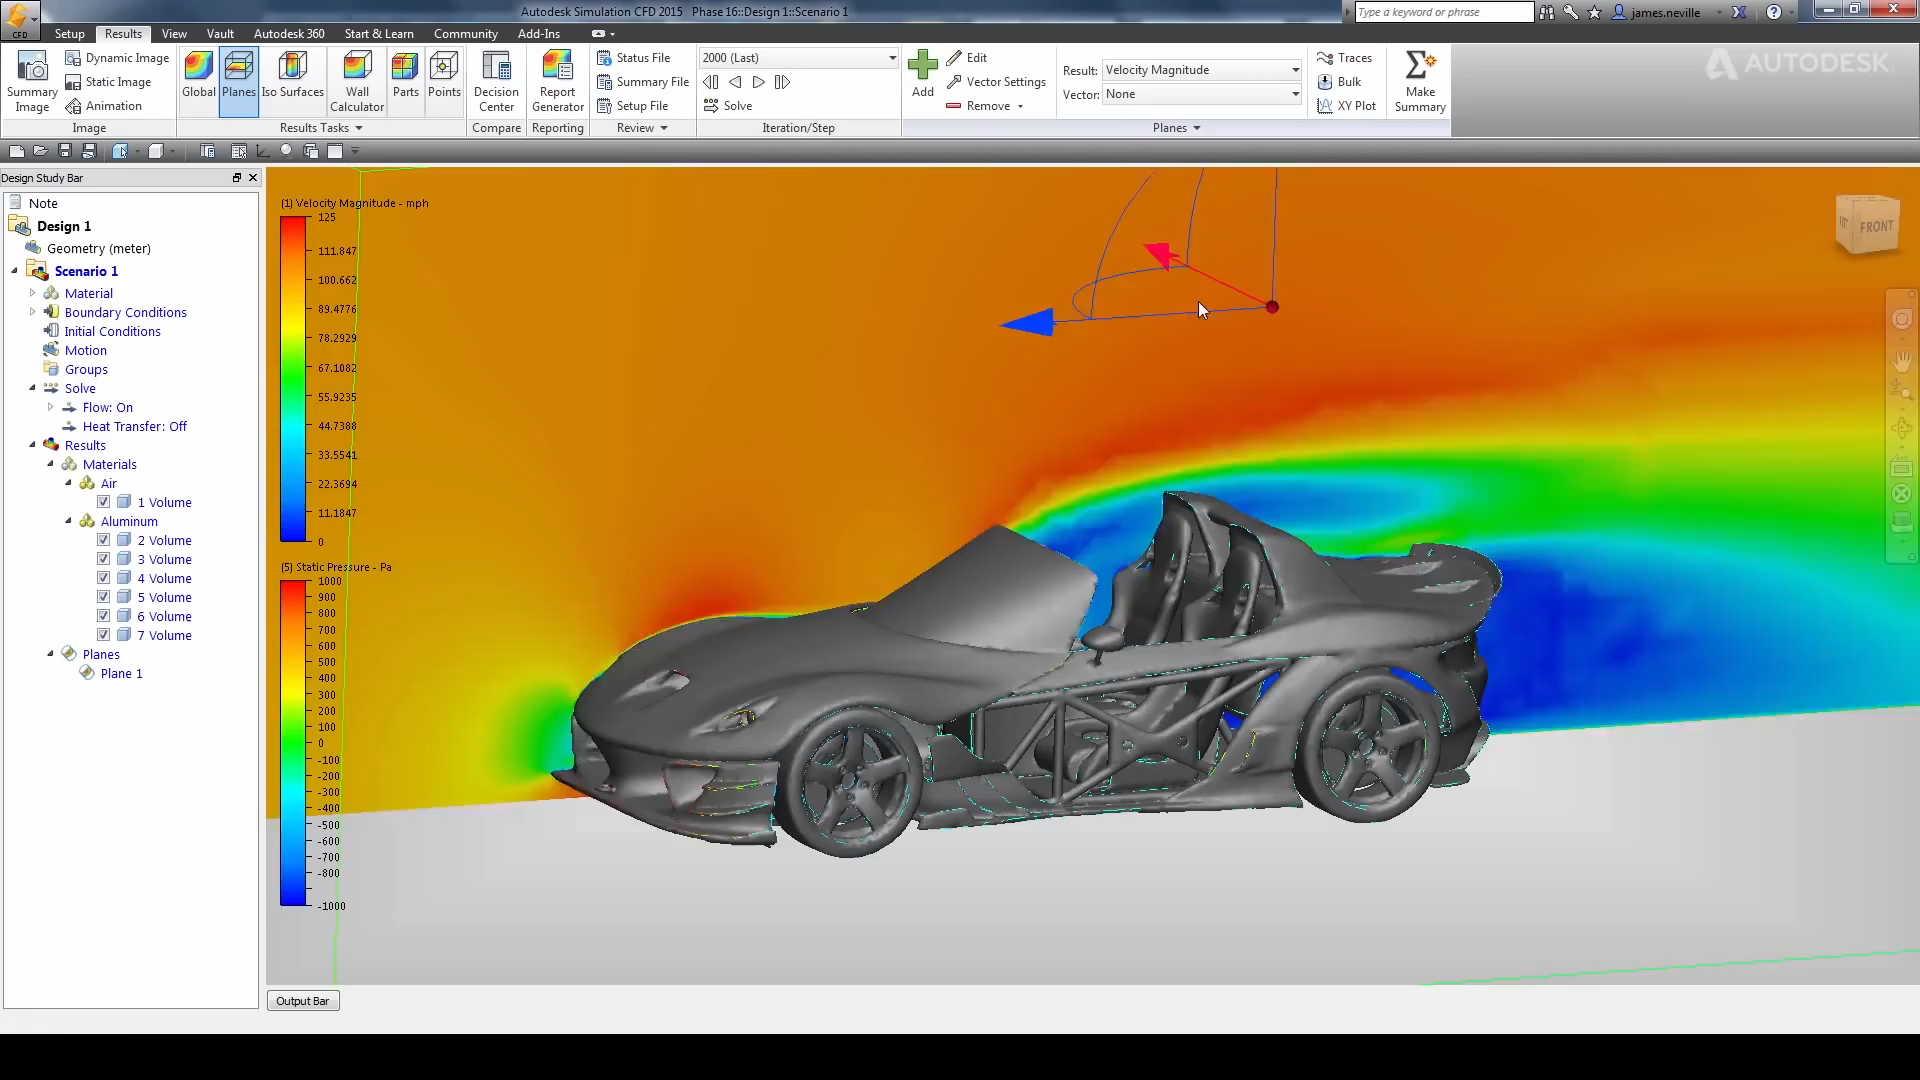 Autodesk Simulation CFD 2015   Phase 16::Design 1::Scenario 1
Type a keyword or phrase
james.neville
CFD
Setup
Results
View
Vault
Autodesk 360
Start & Learn
Community
Add-Ins
Summary Image
Dynamic Image
Static Image
Animation
Image
Global
Planes
Iso Surfaces
Wall Calculator
Parts
Points
Results Tasks
Decision Center
Compare
Report Generator
Reporting
Status File
Summary File
Setup File
Review
2000 (Last)
Solve
Iteration/Step
Add
Edit
Vector Settings
Remove
Result: Velocity Magnitude
Vector: None
Planes
Traces
Bulk
XY Plot
Make Summary
AUTODESK
Design Study Bar
Note
Design 1
Geometry (meter)
Scenario 1
Material
Boundary Conditions
Initial Conditions
Motion
Groups
Solve
Flow: On
Heat Transfer: Off
Results
Materials
Air
1 Volume
Aluminum
2 Volume
3 Volume
4 Volume
5 Volume
6 Volume
7 Volume
Planes
Plane 1
(1) Velocity Magnitude - mph
125
111.847
100.662
89.4776
78.2929
67.1082
55.9235
44.7388
33.5541
22.3694
11.1847
0
(5) Static Pressure - Pa
1000
900
800
700
600
500
400
300
200
100
0
-100
-200
-300
-400
-500
-600
-700
-800
-1000
FRONT
Output Bar